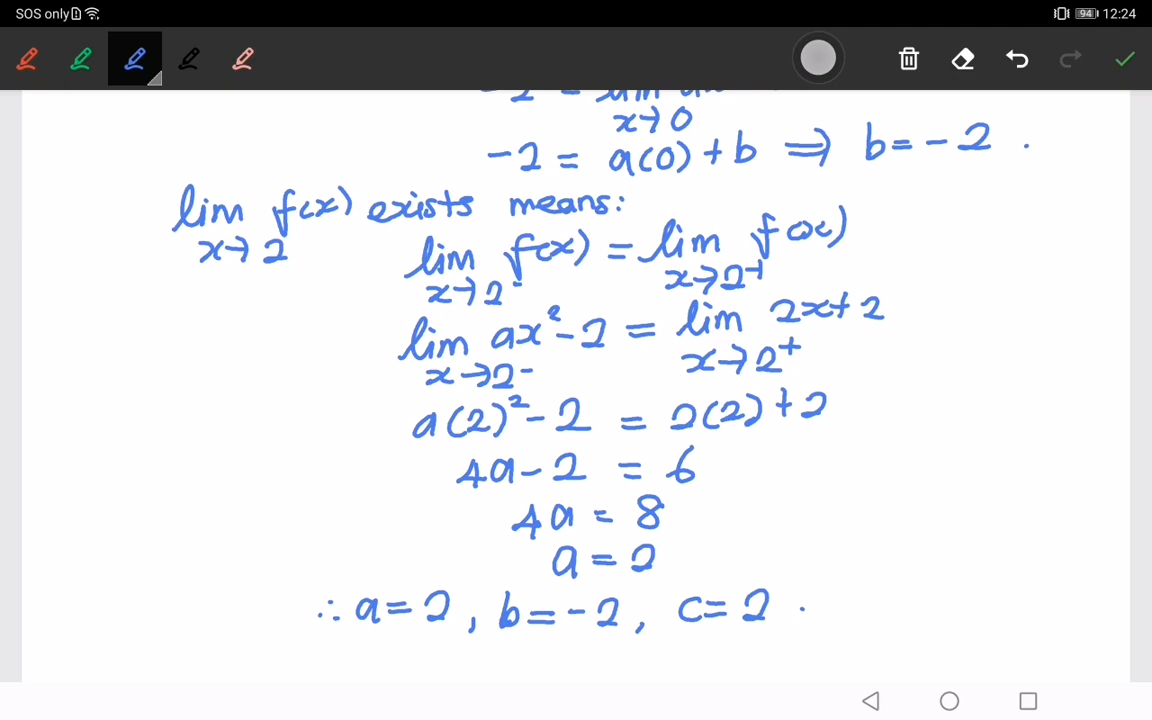 SOS only
94 12:24
x→0
-2 = a(0) + b ⟹ b = -2 .
lim f(x) exists means:
x→2
lim f(x) = lim f(x)
x→2⁻ x→2⁺
lim ax² - 2 = lim 2x + 2
x→2⁻ x→2⁺
a(2)² - 2 = 2(2) + 2
4a - 2 = 6
4a = 8
a = 2
∴ a = 2 , b = -2 , c = 2 .